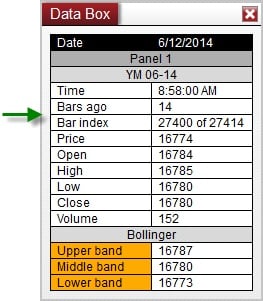 Data Box
Date 6/12/2014
Panel 1
YM 06-14
Time 8:58:00 AM
Bars ago 14
Bar index 27400 of 27414
Price 16774
Open 16784
High 16785
Low 16780
Close 16780
Volume 152
Bollinger
Upper band 16787
Middle band 16780
Lower band 16773